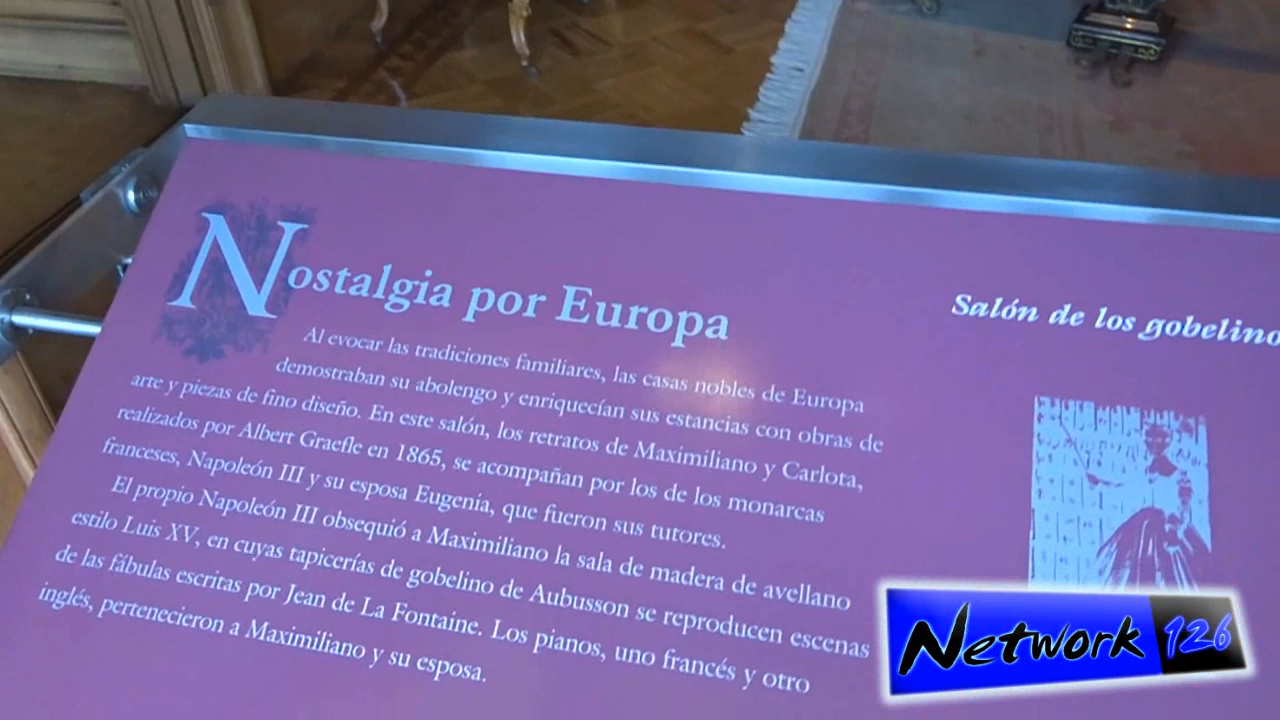 Nostalgia por Europa
Al evocar las tradiciones familiares, las casas nobles de Europa
demostraban su abolengo y enriquecían sus estancias con obras de
arte y piezas de fino diseño. En este salón, los retratos de Maximiliano y Carlota,
realizados por Albert Graefle en 1865, se acompañan por los de los monarcas
franceses, Napoleón III y su esposa Eugenia, que fueron sus tutores.
El propio Napoleón III obsequió a Maximiliano la sala de madera de avellano
estilo Luis XV, en cuyas tapicerías de gobelino de Aubusson se reproducen escenas
de las fábulas escritas por Jean de La Fontaine. Los pianos, uno francés y otro
inglés, pertenecieron a Maximiliano y su esposa.
Salón de los gobelino
Network 126